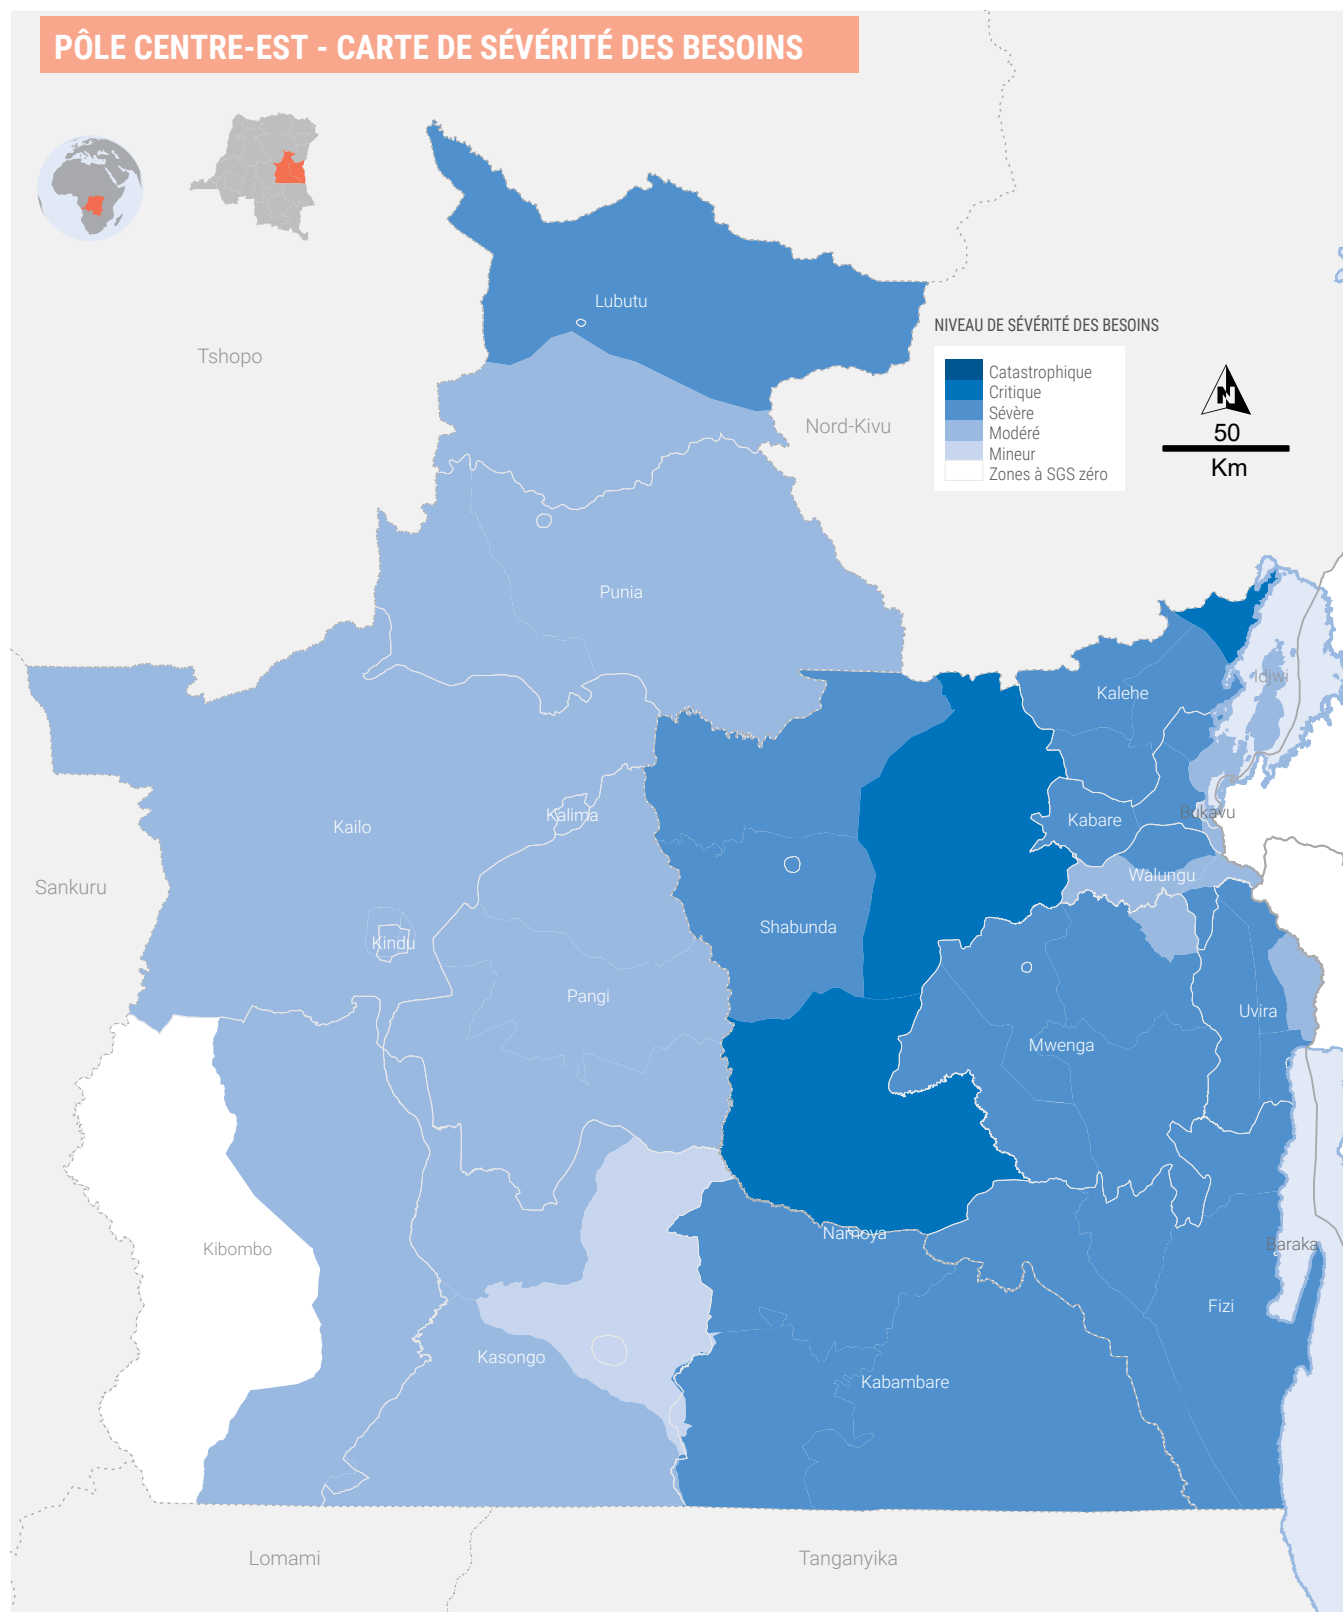 PÔLE CENTRE-EST - CARTE DE SÉVÉRITÉ DES BESOINS
Lubutu
NIVEAU DE SÉVÉRITÉ DES BESOINS
Tshopo
Catastrophique
Critique
Sévère
Modéré
Mineur
Zones à SGS zéro
N
50
Km
Nord-Kivu
Punia
Idjwi
Kalehe
Kalima
Bukavu
Kabare
Kailo
Walungu
Sankuru
Shabunda
Kindu
Pangi
Uvira
Mwenga
Namoya
Baraka
Kibombo
Fizi
Kasongo
Kabambare
Lomami
Tanganyika